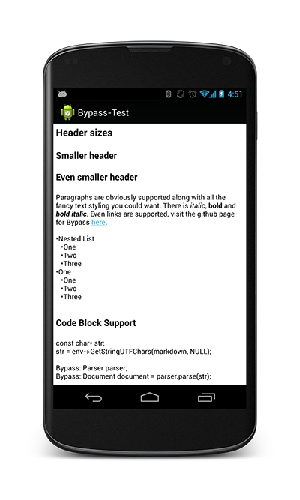 4:51
Bypass-Test
Header sizes
Smaller header
Even smaller header
Paragraphs are obviously supported along with all the
fancy text styling you could want. There is italic, bold and
bold italic. Even links are supported, visit the github page
for Bypass here.
•Nested List
•One
•Two
•Three
•One
•One
•Two
•Three
Code Block Support
const char* str;
str = env->GetStringUTFChars(markdown, NULL);
Bypass::Parser parser;
Bypass::Document document = parser.parse(str);